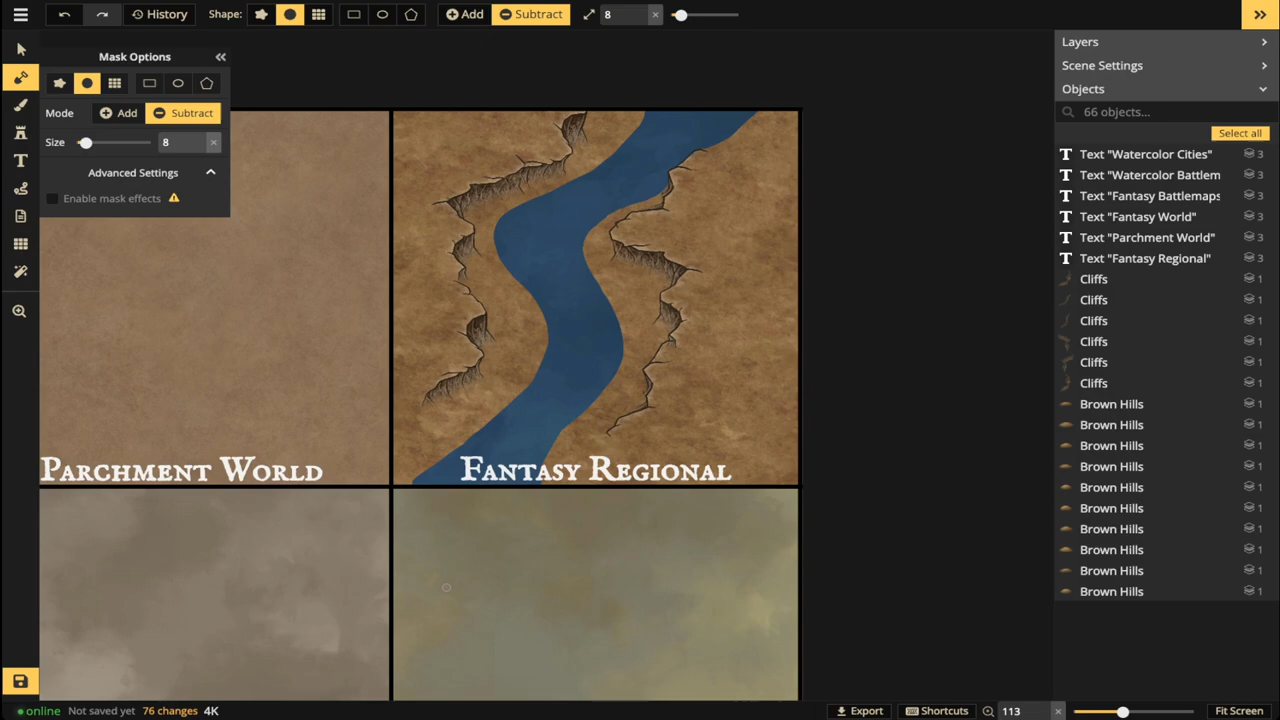 History
Shape:
Add
Subtract
8
×
Layers
Scene Settings
Objects
66 objects...
Select all
Mask Options
Mode
Add
Subtract
Size
8
×
Advanced Settings
Enable mask effects
Text "Watercolor Cities" 3
Text "Watercolor Battlem 3
Text "Fantasy Battlemaps 3
Text "Fantasy World" 3
Text "Parchment World" 3
Text "Fantasy Regional" 3
Cliffs 1
Cliffs 1
Cliffs 1
Cliffs 1
Cliffs 1
Cliffs 1
Brown Hills 1
Brown Hills 1
Brown Hills 1
Brown Hills 1
Brown Hills 1
Brown Hills 1
Brown Hills 1
Brown Hills 1
Brown Hills 1
Brown Hills 1
Parchment World
Fantasy Regional
online Not saved yet 76 changes 4K
Export
Shortcuts
113
×
Fit Screen